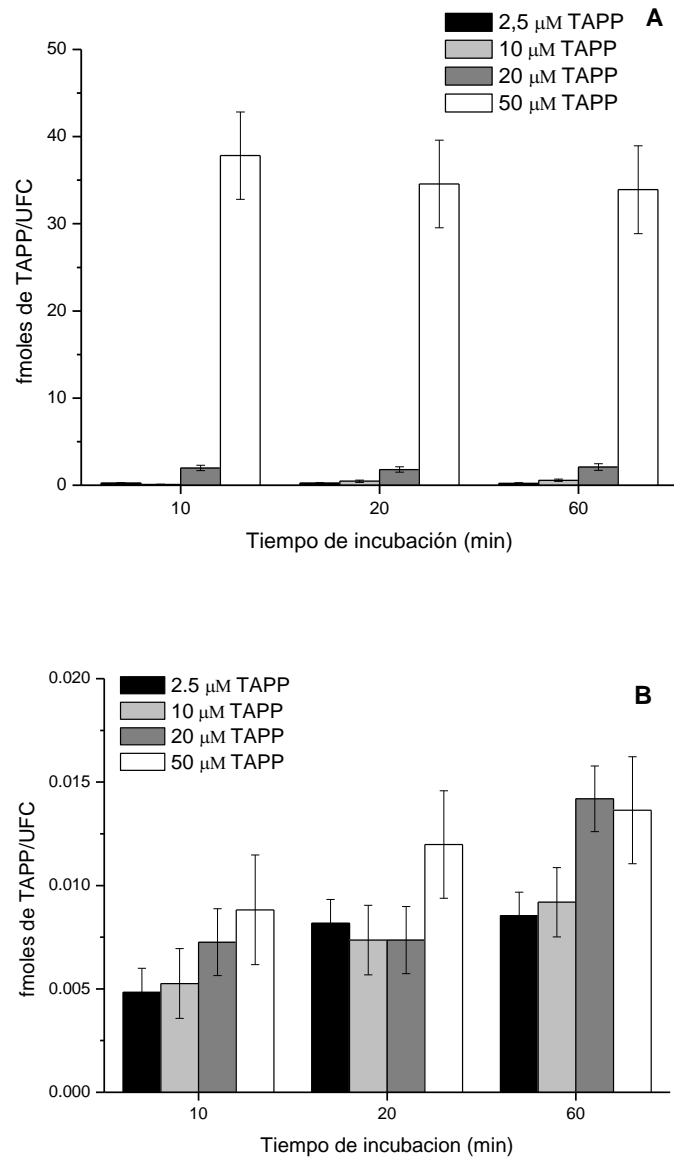 2,5 μM TAPP
A
10 μM TAPP
20 μM TAPP
50 μM TAPP
50
40
30
20
10
0
fmoles de TAPP/UFC
10 20 60
Tiempo de incubación (min)
0.020
2.5 μM TAPP
B
10 μM TAPP
20 μM TAPP
50 μM TAPP
0.015
0.010
0.005
0.000
fmoles de TAPP/UFC
10 20 60
Tiempo de incubacion (min)